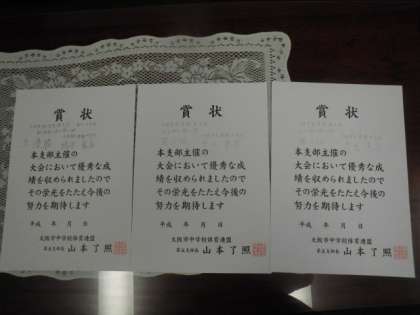 賞状
本支部主催の
大会において優秀な成
績を収められましたので
その栄光をたたえ今後の
努力を期待します
平成 年 月 日
大阪市中学校体育連盟
山本了照
賞状
本支部主催の
大会において優秀な成
績を収められましたので
その栄光をたたえ今後の
努力を期待します
平成 年 月 日
大阪市中学校体育連盟
山本了照
賞状
本支部主催の
大会において優秀な成
績を収められましたので
その栄光をたたえ今後の
努力を期待します
平成 年 月 日
大阪市中学校体育連盟
山本了照